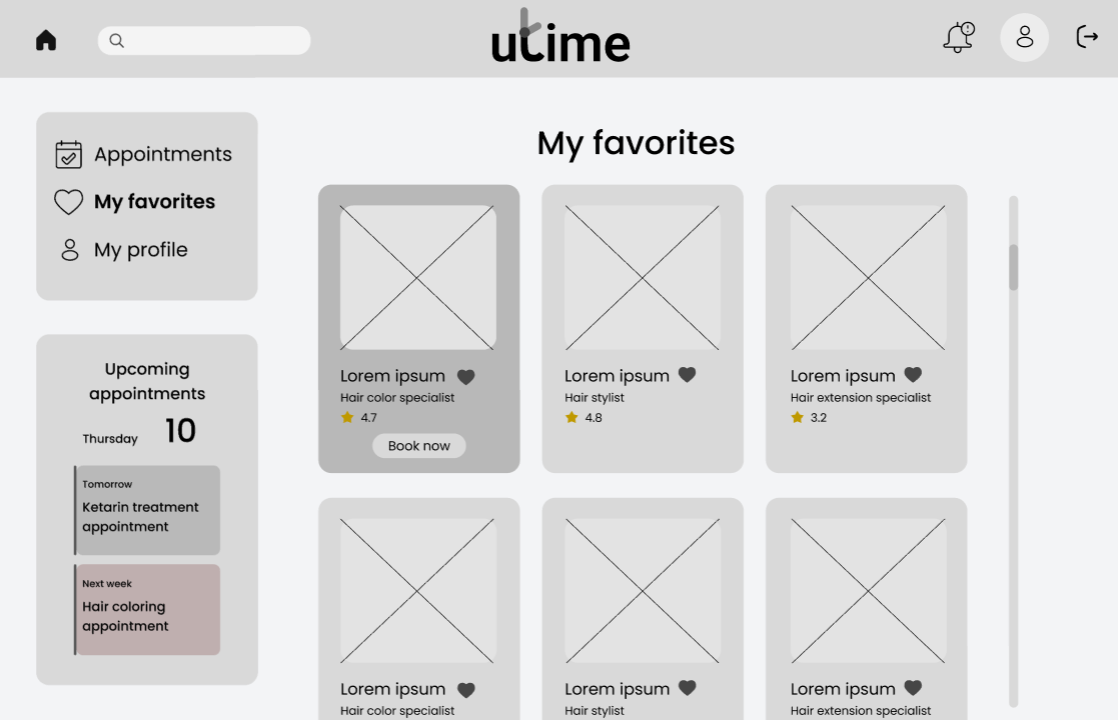 utime
Appointments
My favorites
My profile
Upcoming
appointments
Thursday 10
Tomorrow
Ketarin treatment
appointment
Next week
Hair coloring
appointment
My favorites
Lorem ipsum
Hair color specialist
4.7
Book now
Lorem ipsum
Hair stylist
4.8
Lorem ipsum
Hair extension specialist
3.2
Lorem ipsum
Hair color specialist
Lorem ipsum
Hair stylist
Lorem ipsum
Hair extension specialist